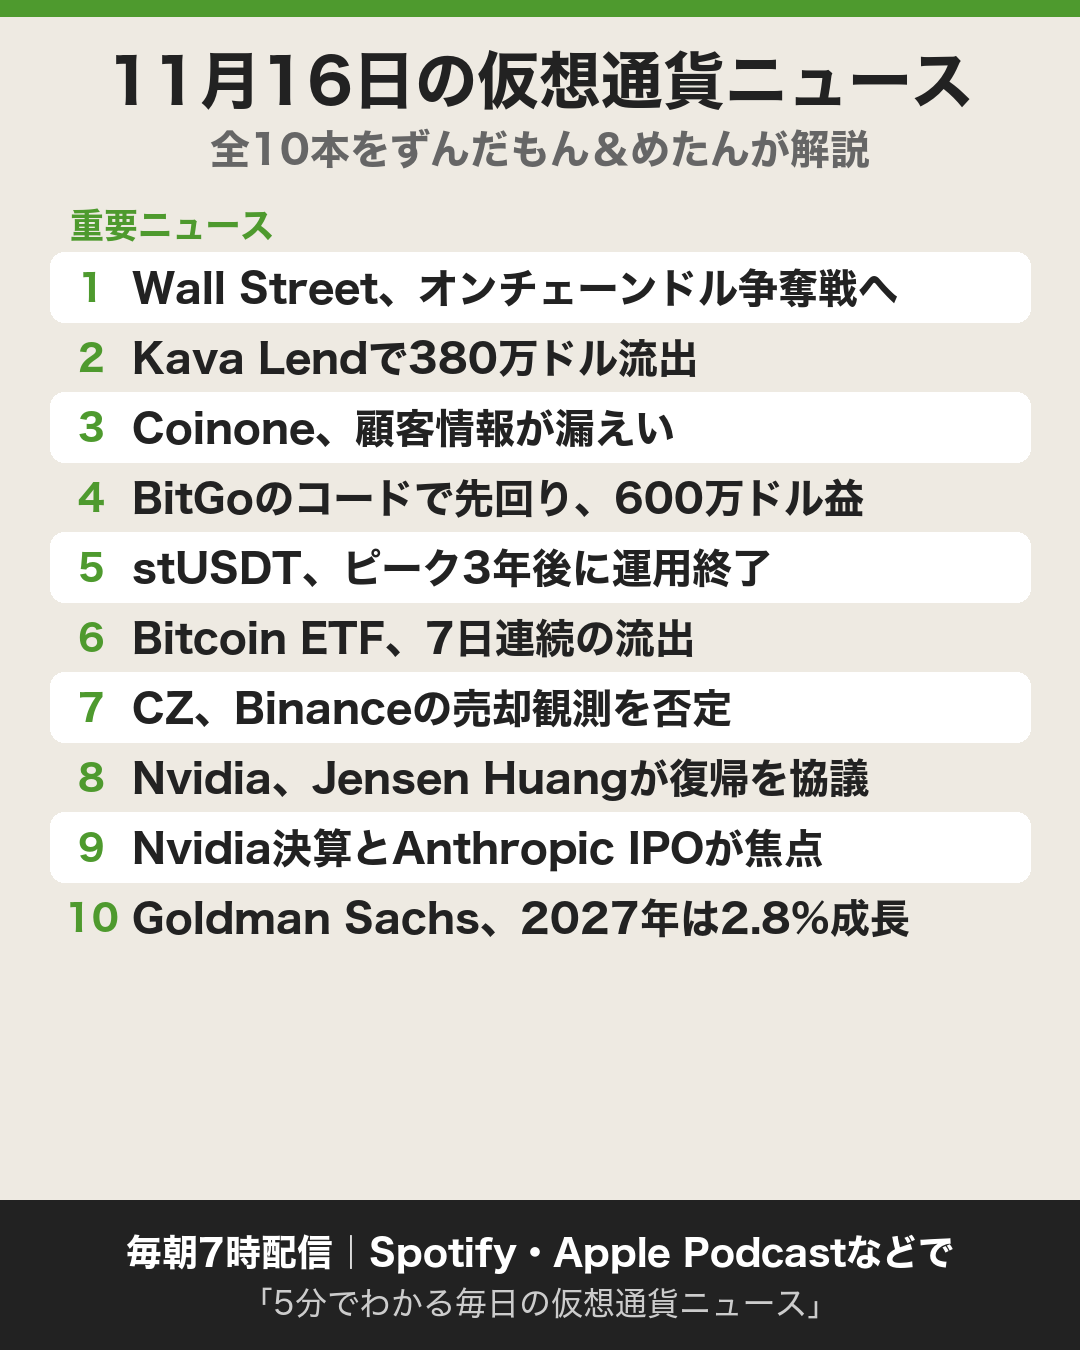 11月16日の仮想通貨ニュース
全10本をずんだもん＆めたんが解説
重要ニュース
1 Wall Street、オンチェーンドル争奪戦へ
2 Kava Lendで380万ドル流出
3 Coinone、顧客情報が漏えい
4 BitGoのコードで先回り、600万ドル益
5 stUSDT、ピーク3年後に運用終了
6 Bitcoin ETF、7日連続の流出
7 CZ、Binanceの売却観測を否定
8 Nvidia、Jensen Huangが復帰を協議
9 Nvidia決算とAnthropic IPOが焦点
10 Goldman Sachs、2027年は2.8%成長
毎朝7時配信｜Spotify・Apple Podcastなどで
「5分でわかる毎日の仮想通貨ニュース」